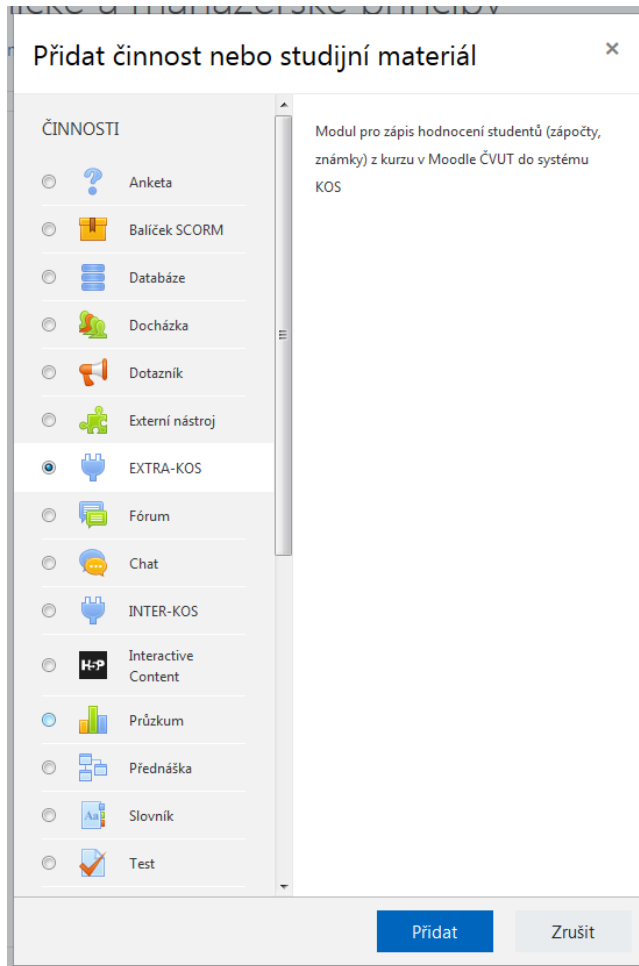 Přidat činnost nebo studijní materiál
×
ČINNOSTI
Anketa
Balíček SCORM
Databáze
Docházka
Dotazník
Externí nástroj
EXTRA-KOS
Fórum
Chat
INTER-KOS
H5P
Interactive
Content
Průzkum
Přednáška
Aa
Slovník
Test
Modul pro zápis hodnocení studentů (zápočty,
známky) z kurzu v Moodle ČVUT do systému
KOS
Přidat
Zrušit